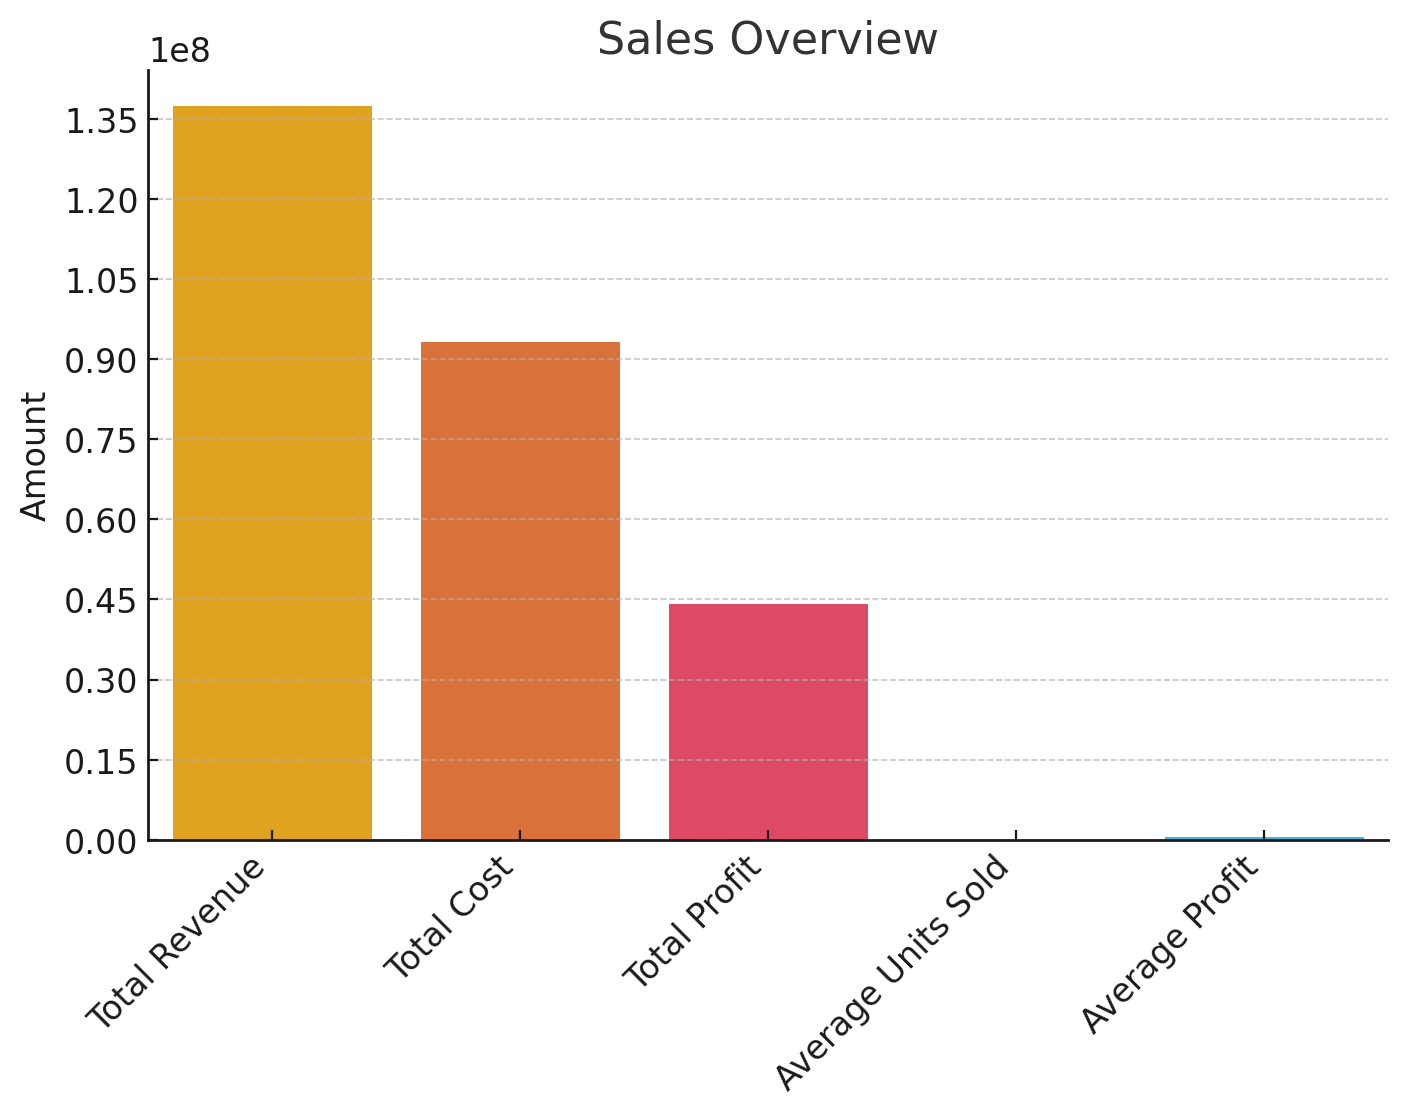 Sales Overview
1e8
1.35
1.20
1.05
0.90
0.75
0.60
0.45
0.30
0.15
0.00
Amount
Total Revenue
Total Cost
Total Profit
Average Units Sold
Average Profit